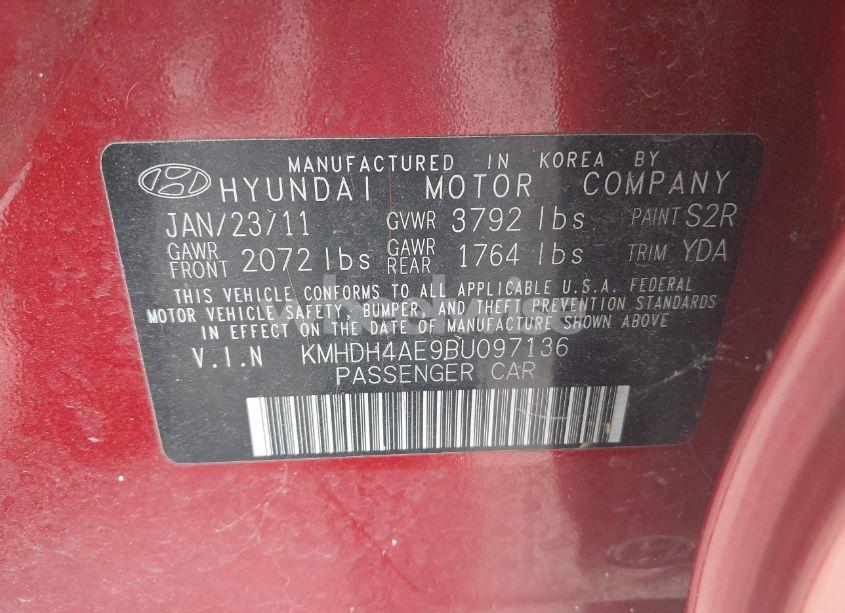 MANUFACTURED IN KOREA BY
HYUNDAI MOTOR COMPANY
JAN/23/11 GVWR 3792 lbs PAINT S2R
GAWR FRONT 2072 lbs GAWR REAR 1764 lbs TRIM YDA
THIS VEHICLE CONFORMS TO ALL APPLICABLE U.S.A. FEDERAL
MOTOR VEHICLE SAFETY, BUMPER, AND THEFT PREVENTION STANDARDS
IN EFFECT ON THE DATE OF MANUFACTURE SHOWN ABOVE.
V.I.N KMHDH4AE9BU097136
PASSENGER CAR